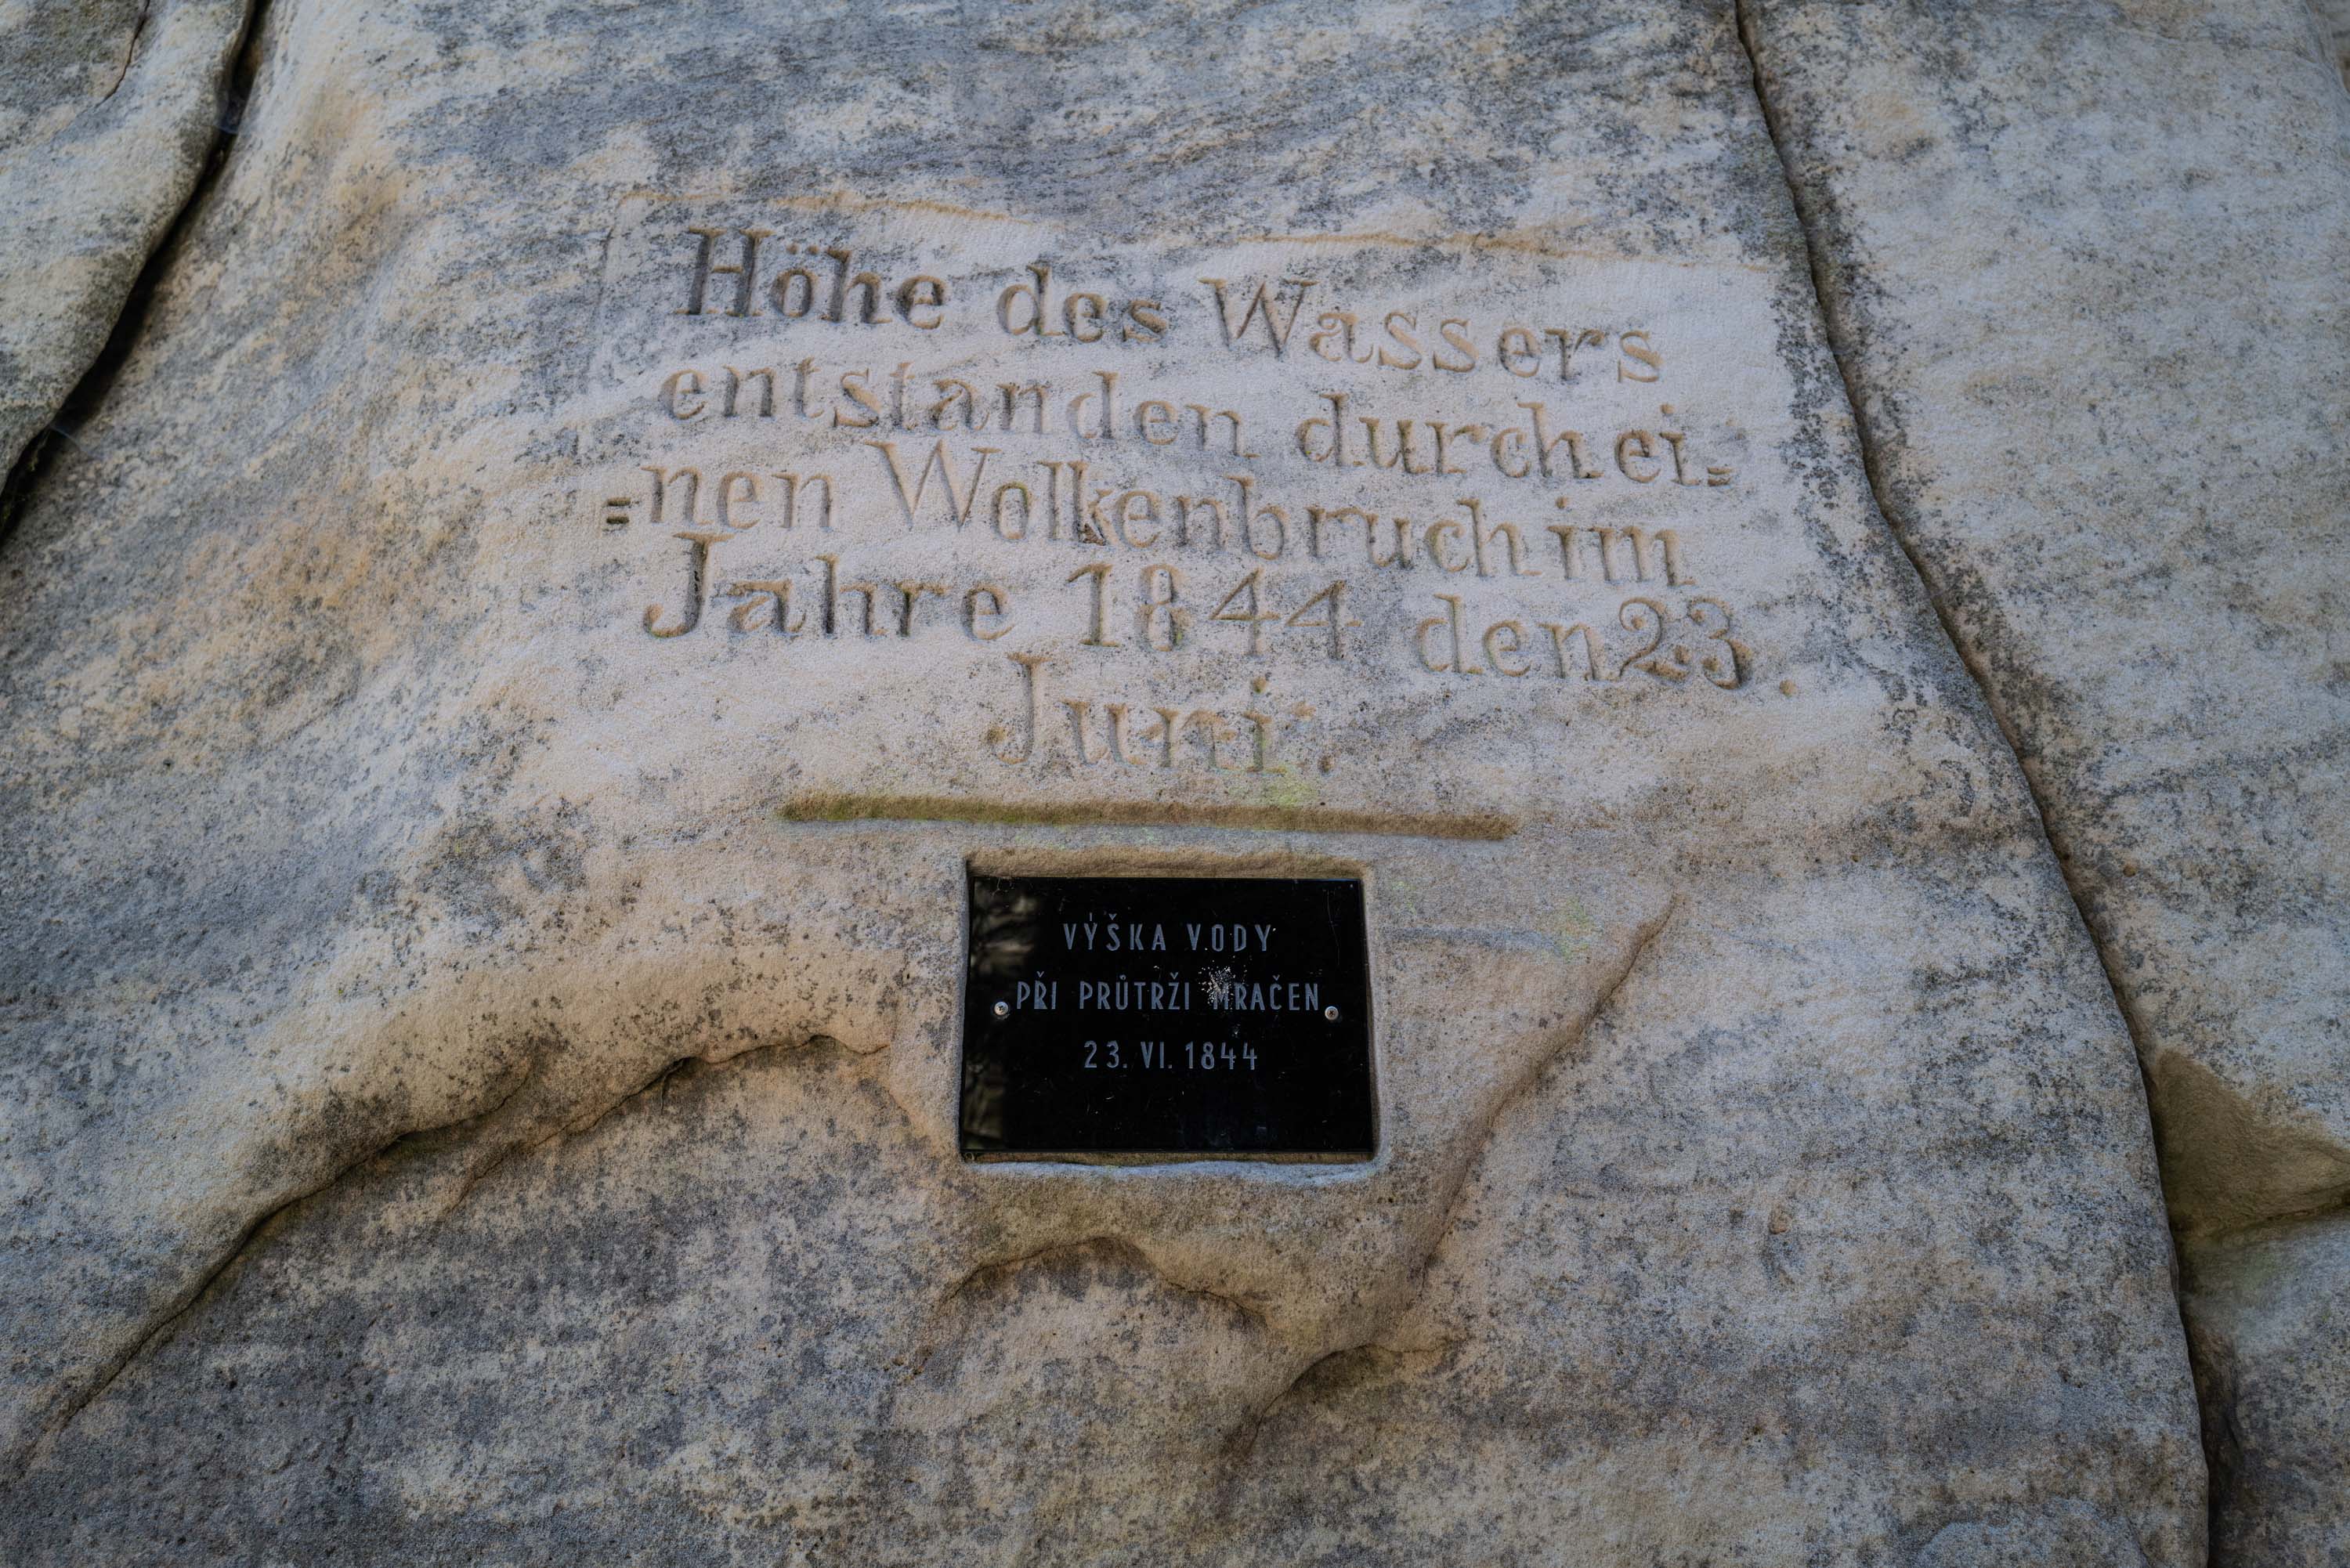 Höhe des Wassers
entstanden durch ei=
=nen Wolkenbruch im
Jahre 1844 den 23.
Juni.
VÝŠKA VODY
PŘI PRŮTRŽI MRAČEN
23. VI. 1844